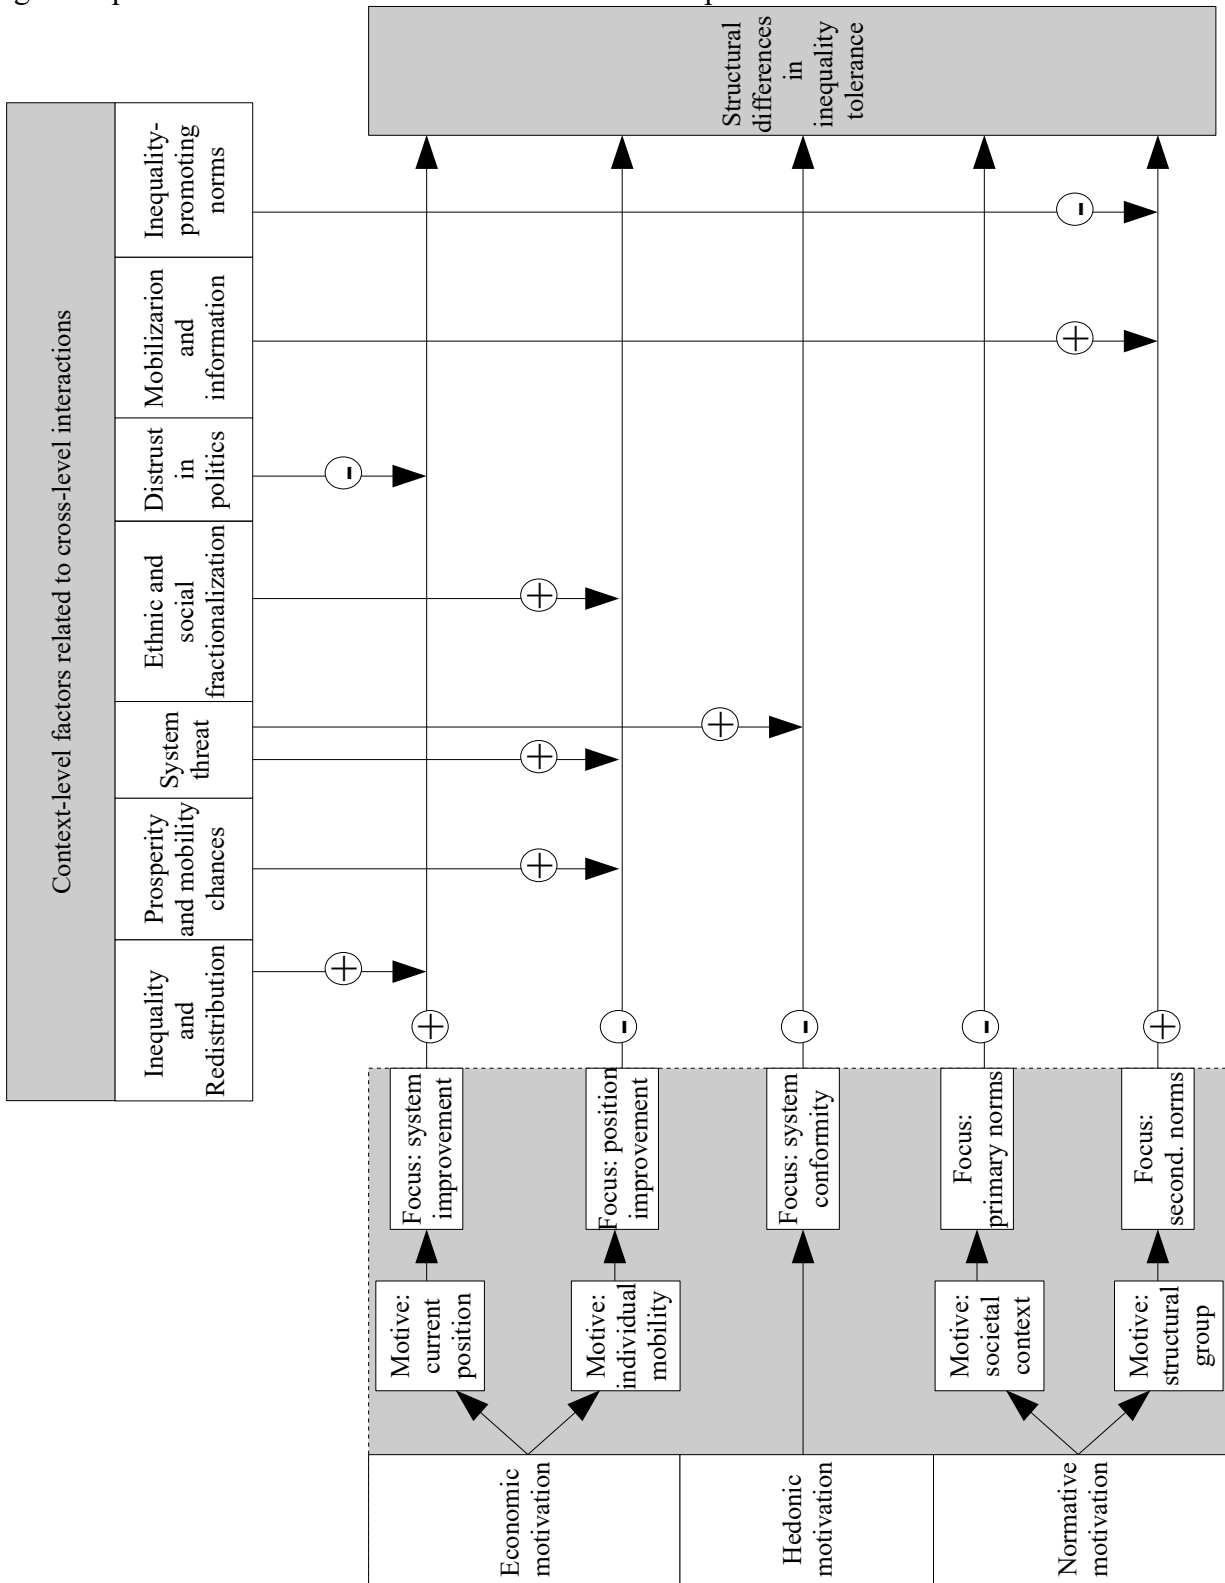 Context-level factors related to cross-level interactions
Inequality
and
Redistribution
Prosperity
and mobility
chances
System
threat
Ethnic and
social
fractionalization
Distrust
in
politics
Mobilizarion
and
information
Inequality-
promoting
norms
Economic
motivation
Motive:
current
position
Focus: system
improvement
+
+
-
Motive:
individual
mobility
Focus: position
improvement
-
+
+
+
Hedonic
motivation
Focus: system
conformity
-
+
Normative
motivation
Motive:
societal
context
Focus:
primary norms
-
Motive:
structural
group
Focus:
second. norms
+
+
-
Structural
differences
in
inequality
tolerance